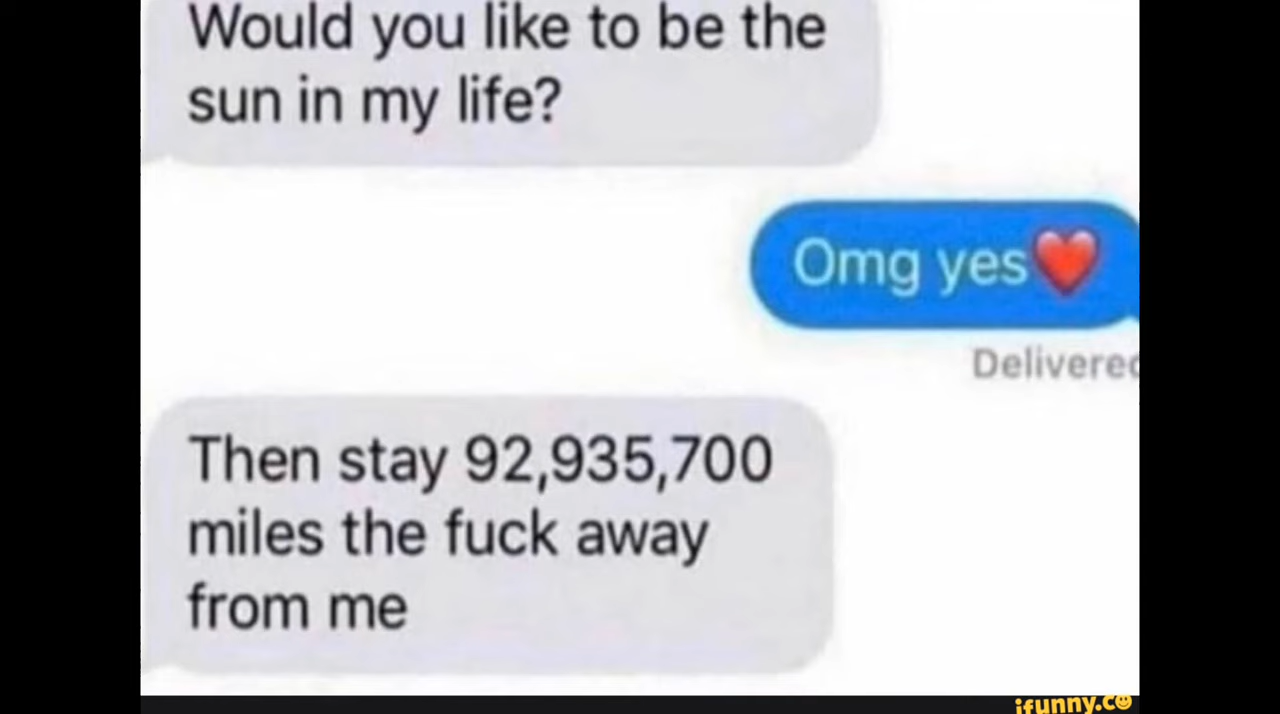 Would you like to be the
sun in my life?
Omg yes❤️
Delivered
Then stay 92,935,700
miles the fuck away
from me
ifunny.co